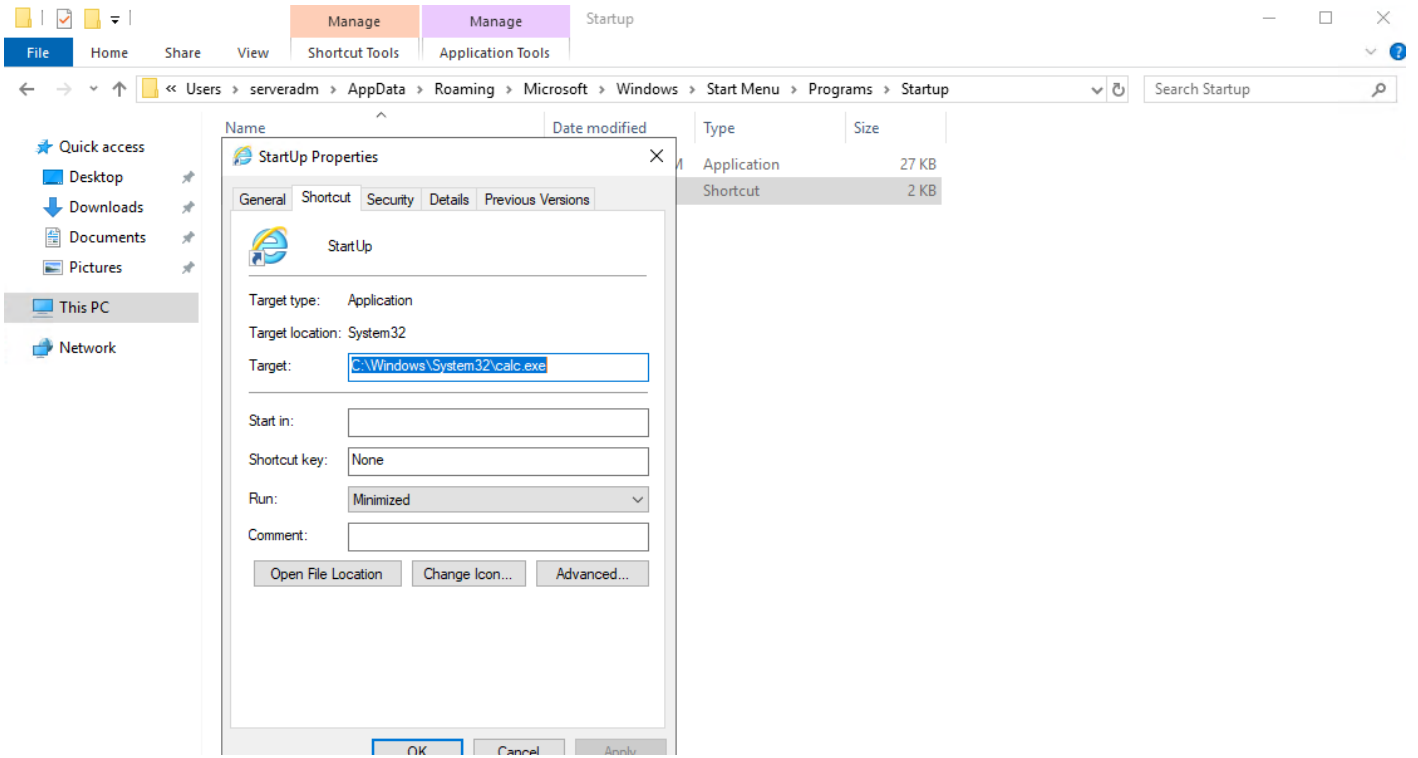 Manage Manage Startup
File Home Share View Shortcut Tools Application Tools
« Users › serveradm › AppData › Roaming › Microsoft › Windows › Start Menu › Programs › Startup Search Startup
Name Date modified Type Size
Quick access
Desktop
Downloads
Documents
Pictures
This PC
Network
M Application 27 KB
Shortcut 2 KB
StartUp Properties
General Shortcut Security Details Previous Versions
StartUp
Target type: Application
Target location: System32
Target: C:\Windows\System32\calc.exe
Start in:
Shortcut key: None
Run: Minimized
Comment:
Open File Location Change Icon... Advanced...
OK Cancel Apply